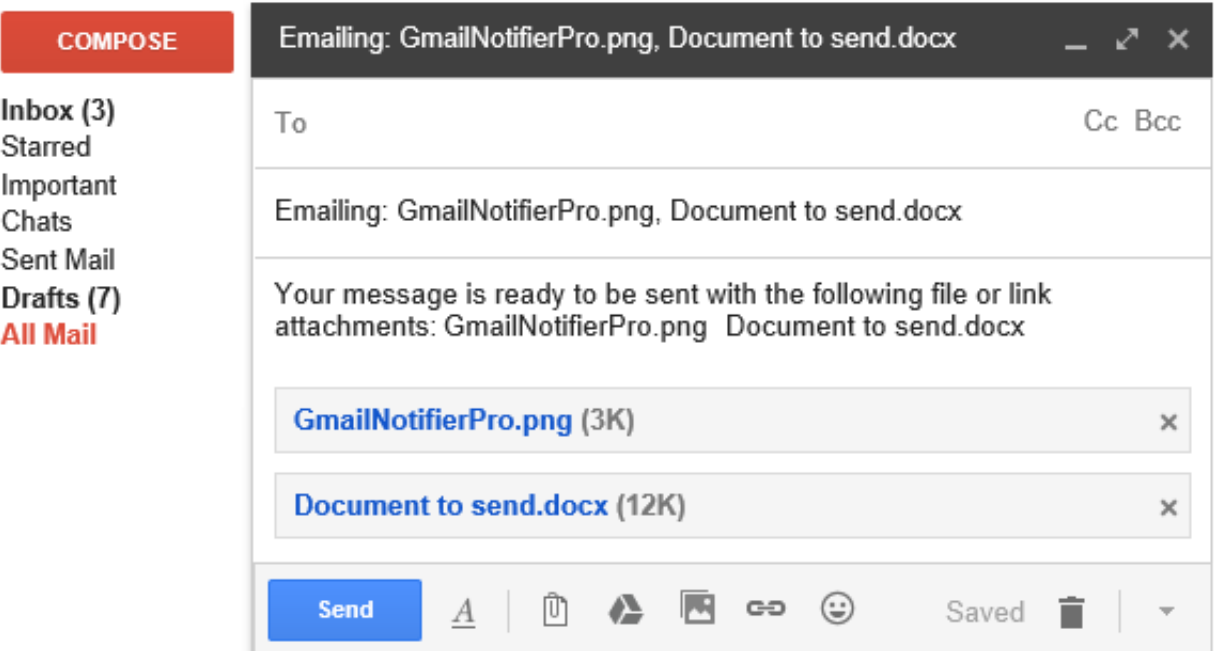 COMPOSE
Inbox (3)
Starred
Important
Chats
Sent Mail
Drafts (7)
All Mail
Emailing: GmailNotifierPro.png, Document to send.docx
To Cc Bcc
Emailing: GmailNotifierPro.png, Document to send.docx
Your message is ready to be sent with the following file or link
attachments: GmailNotifierPro.png Document to send.docx
GmailNotifierPro.png (3K)
Document to send.docx (12K)
Send A Saved